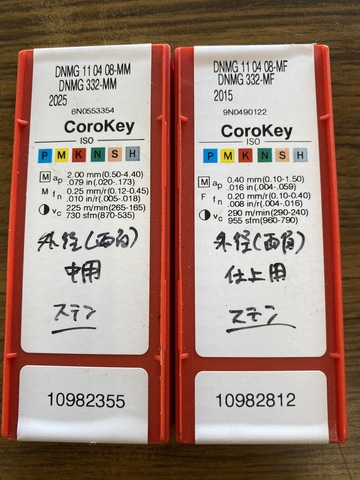 DNMG 11 04 08-MM
DNMG 332-MM
2025
6N0553354
CoroKey
ISO
P M K N S H
M ap 2.00 mm(0.50-4.40)
.079 in(.020-.173)
M fn 0.25 mm/r(0.12-0.45)
.010 in/r(.005-.018)
vc 225 m/min(265-165)
730 sfm(870-535)
外径(両角)
中用
ステン
10982355
DNMG 11 04 08-MF
DNMG 332-MF
2015
9N0490122
CoroKey
ISO
P M K N S H
M ap 0.40 mm(0.10-1.50)
.016 in(.004-.059)
F fn 0.20 mm/r(0.10-0.40)
.008 in/r(.004-.016)
vc 290 m/min(290-240)
955 sfm(960-790)
外径(両角)
仕上用
ステン
10982812